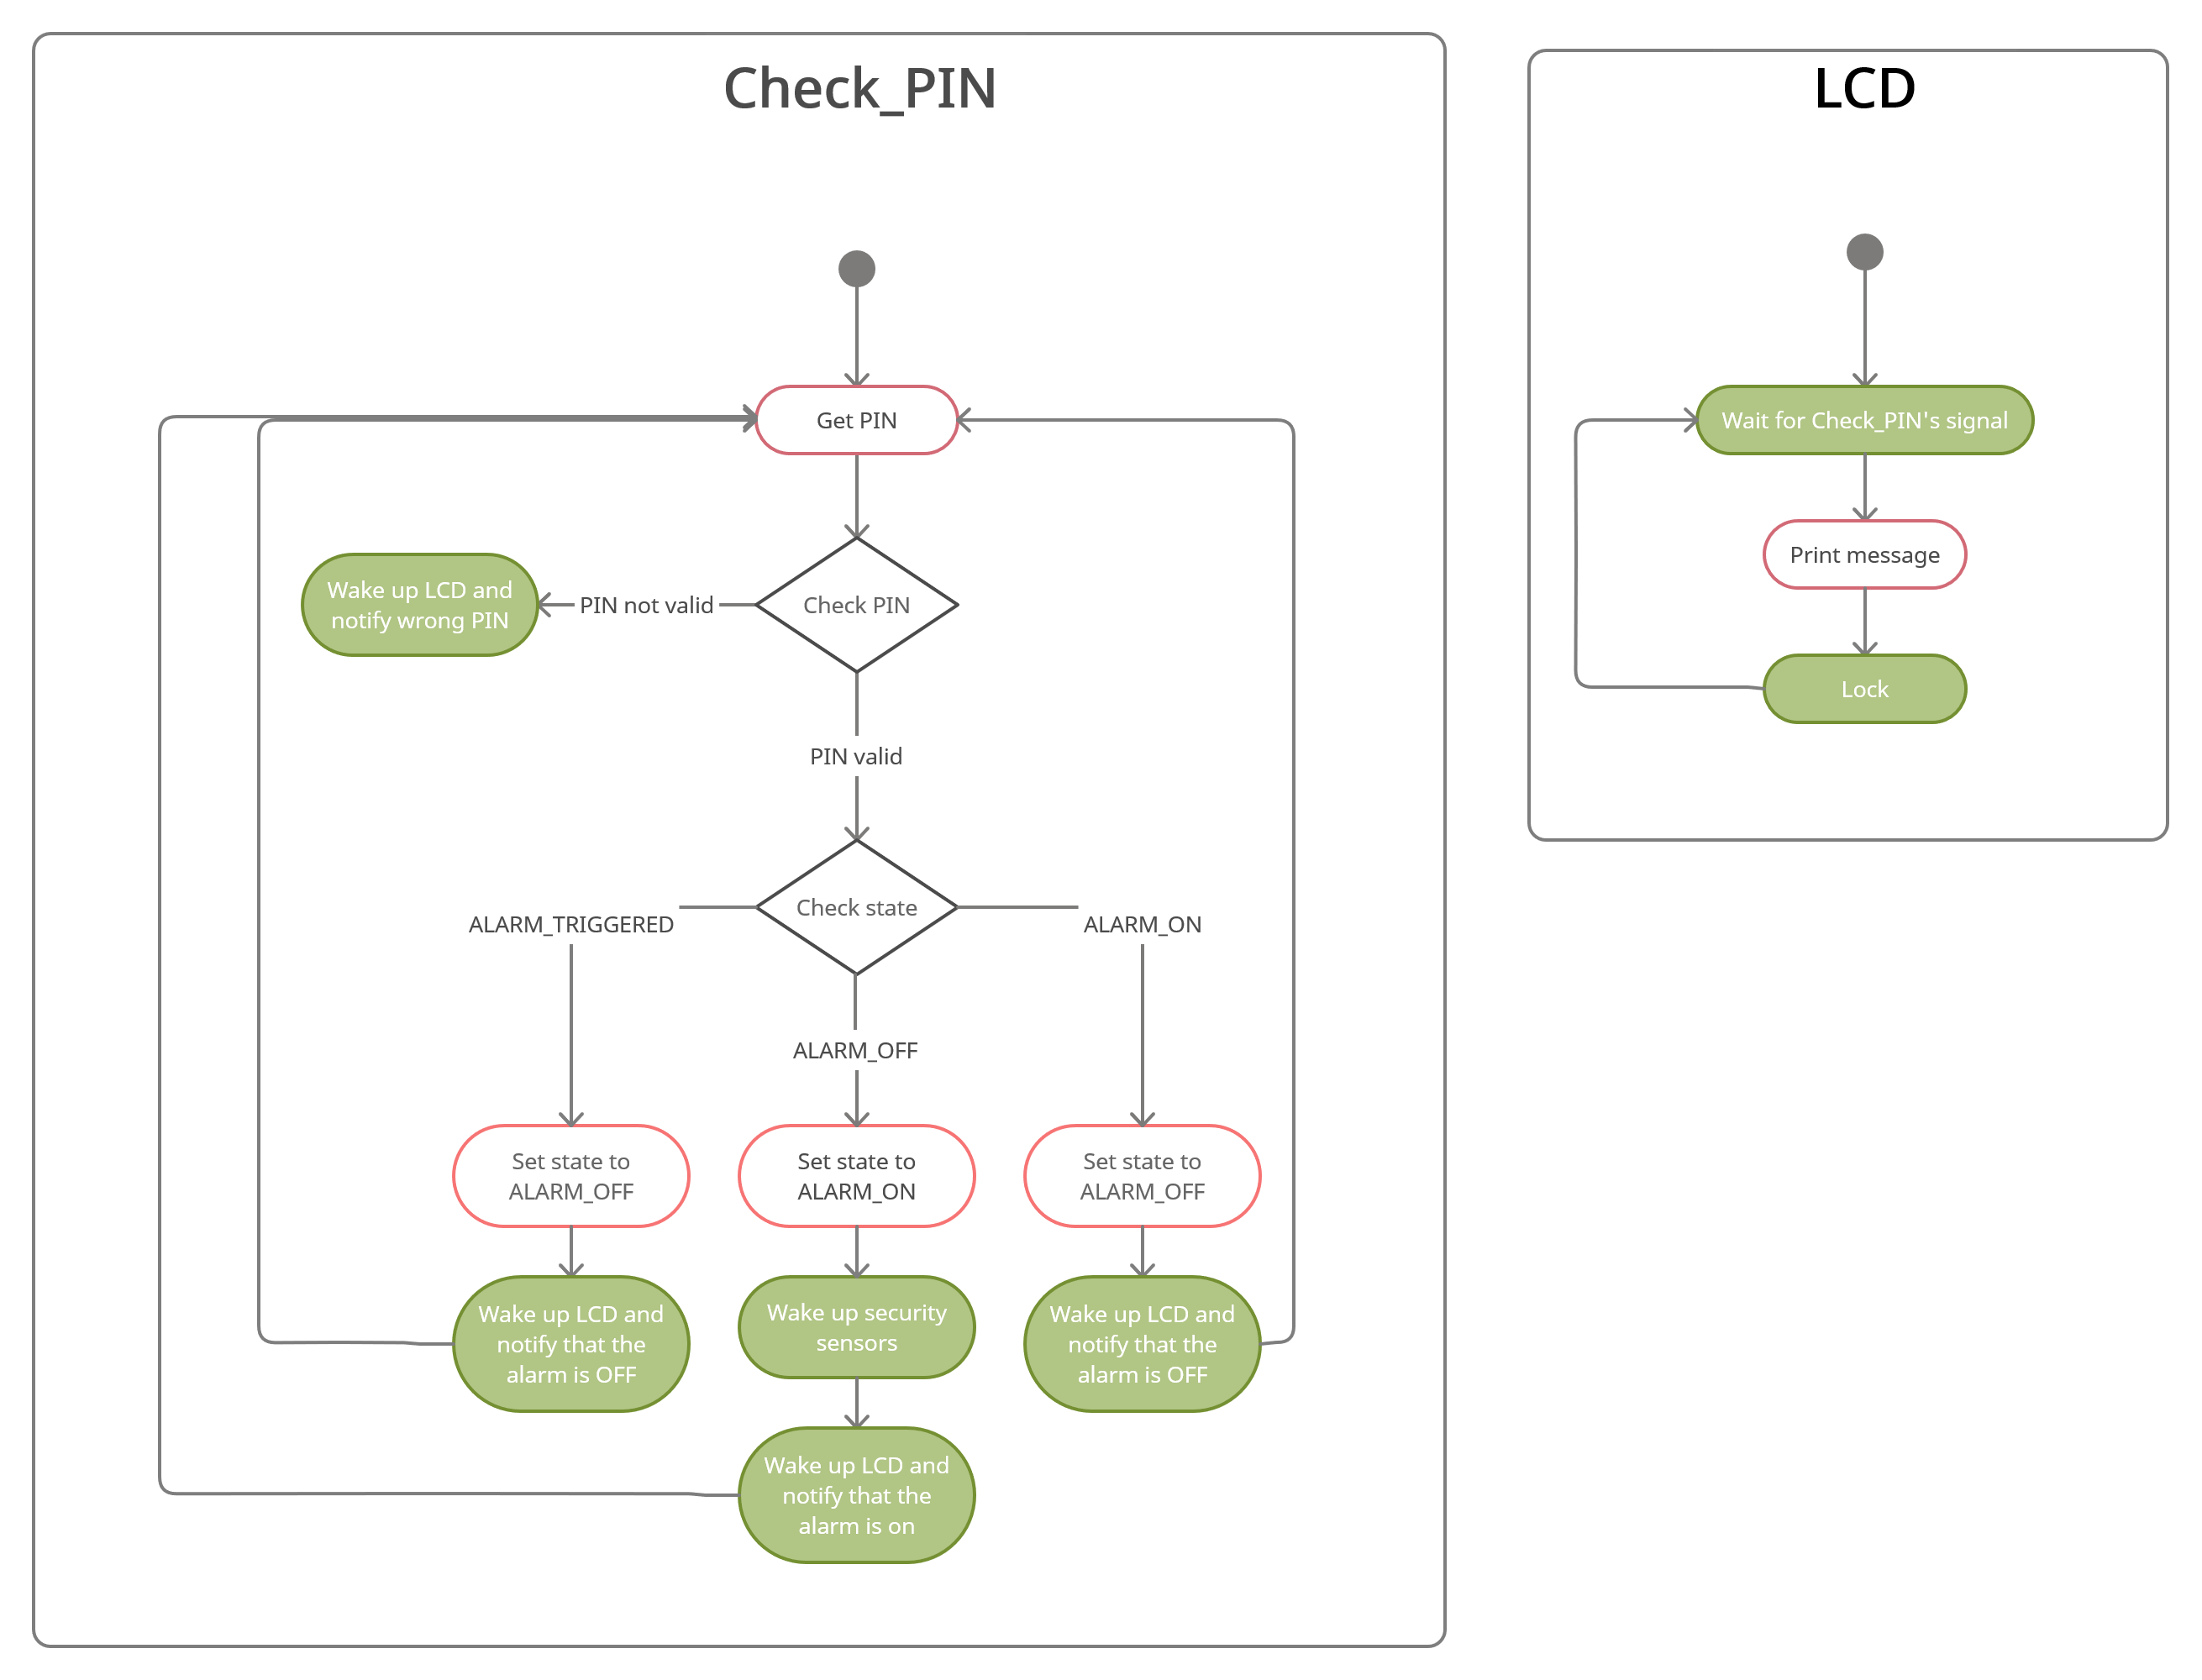 Check_PIN
Get PIN
Wake up LCD and
notify wrong PIN
PIN not valid
Check PIN
PIN valid
Check state
ALARM_TRIGGERED
ALARM_ON
ALARM_OFF
Set state to
ALARM_OFF
Set state to
ALARM_ON
Set state to
ALARM_OFF
Wake up LCD and
notify that the
alarm is OFF
Wake up security
sensors
Wake up LCD and
notify that the
alarm is OFF
Wake up LCD and
notify that the
alarm is on
LCD
Wait for Check_PIN's signal
Print message
Lock